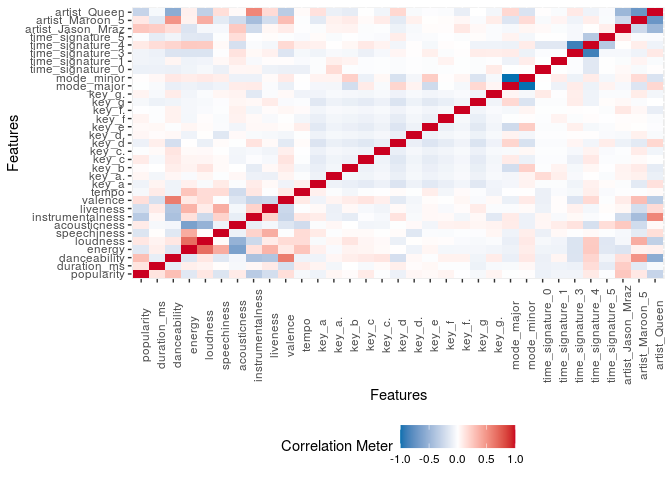 artist_Queen
artist_Maroon_5
artist_Jason_Mraz
time_signature_5
time_signature_4
time_signature_3
time_signature_1
time_signature_0
mode_minor
mode_major
key_g.
key_g
key_f.
key_f
key_e
key_d.
key_d
key_c.
key_c
key_b
key_a.
key_a
tempo
valence
liveness
instrumentalness
acousticness
speechiness
loudness
energy
danceability
duration_ms
popularity
Features
popularity
duration_ms
danceability
energy
loudness
speechiness
acousticness
instrumentalness
liveness
valence
tempo
key_a
key_a.
key_b
key_c
key_c.
key_d
key_d.
key_e
key_f
key_f.
key_g
key_g.
mode_major
mode_minor
time_signature_0
time_signature_1
time_signature_3
time_signature_4
time_signature_5
artist_Jason_Mraz
artist_Maroon_5
artist_Queen
Features
Correlation Meter
-1.0 -0.5 0.0 0.5 1.0